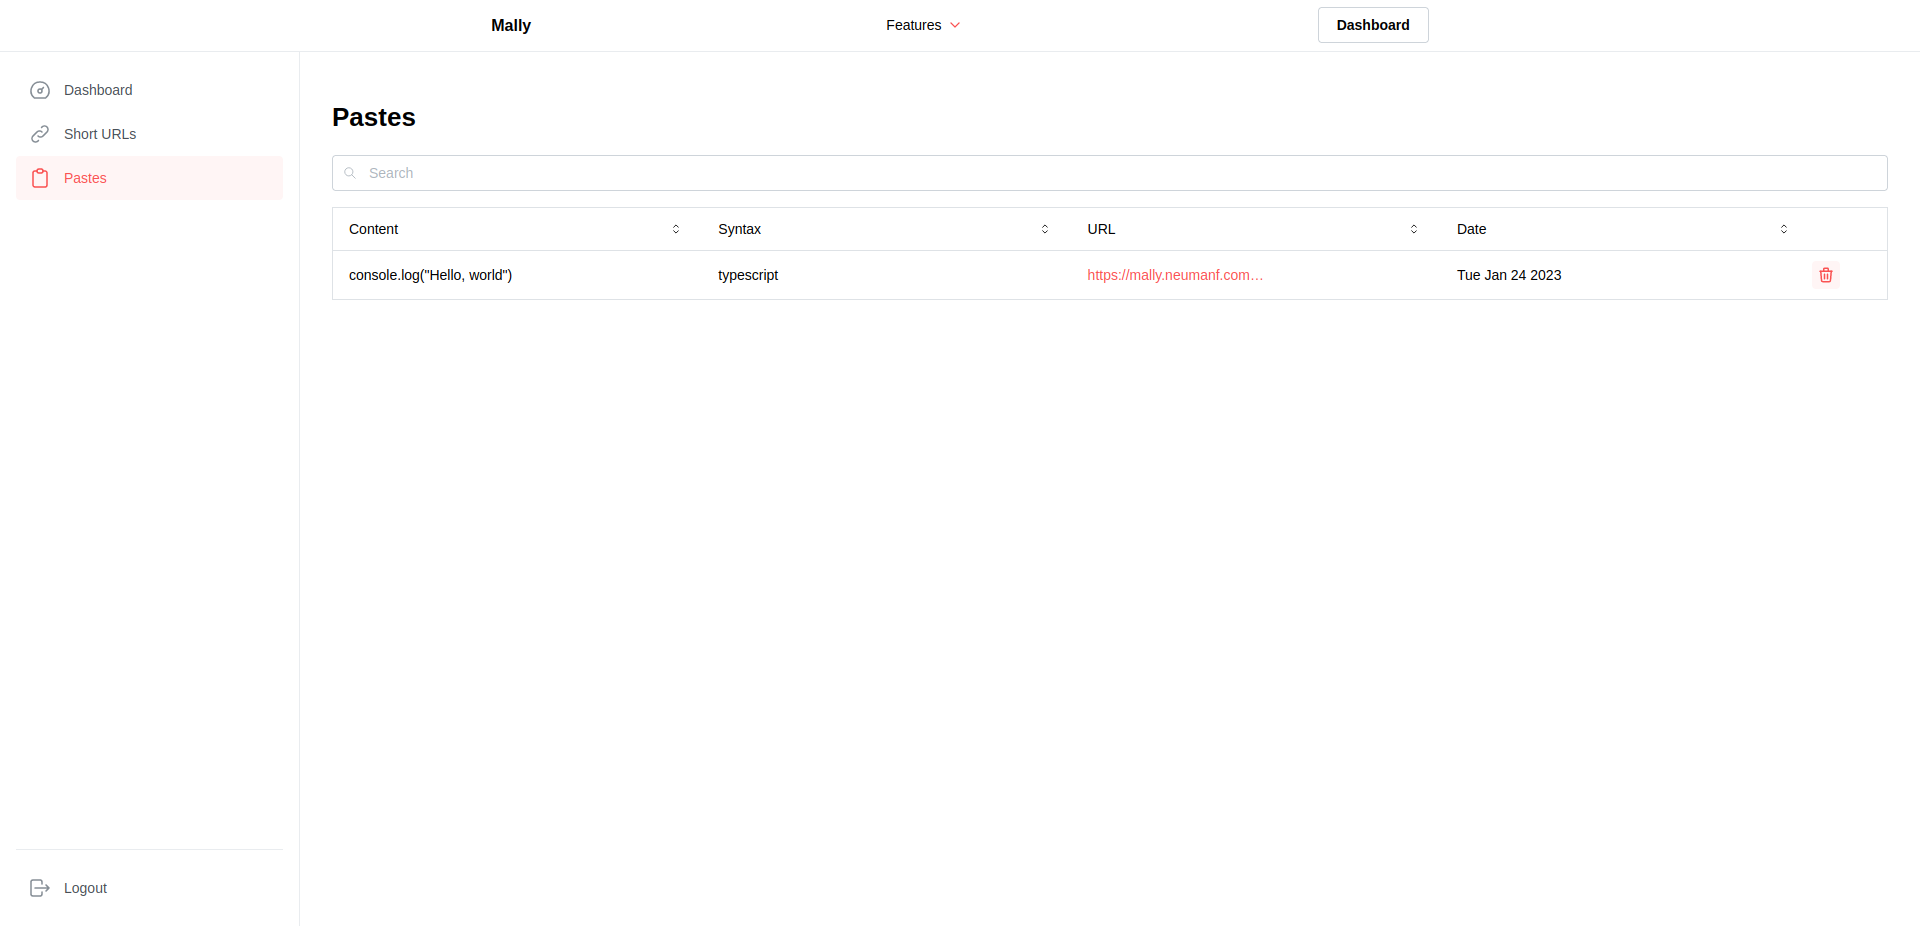 Mally
Features
Dashboard
Dashboard
Short URLs
Pastes
Logout
Pastes
Search
Content Syntax URL Date
console.log("Hello, world") typescript https://mally.neumanf.com… Tue Jan 24 2023